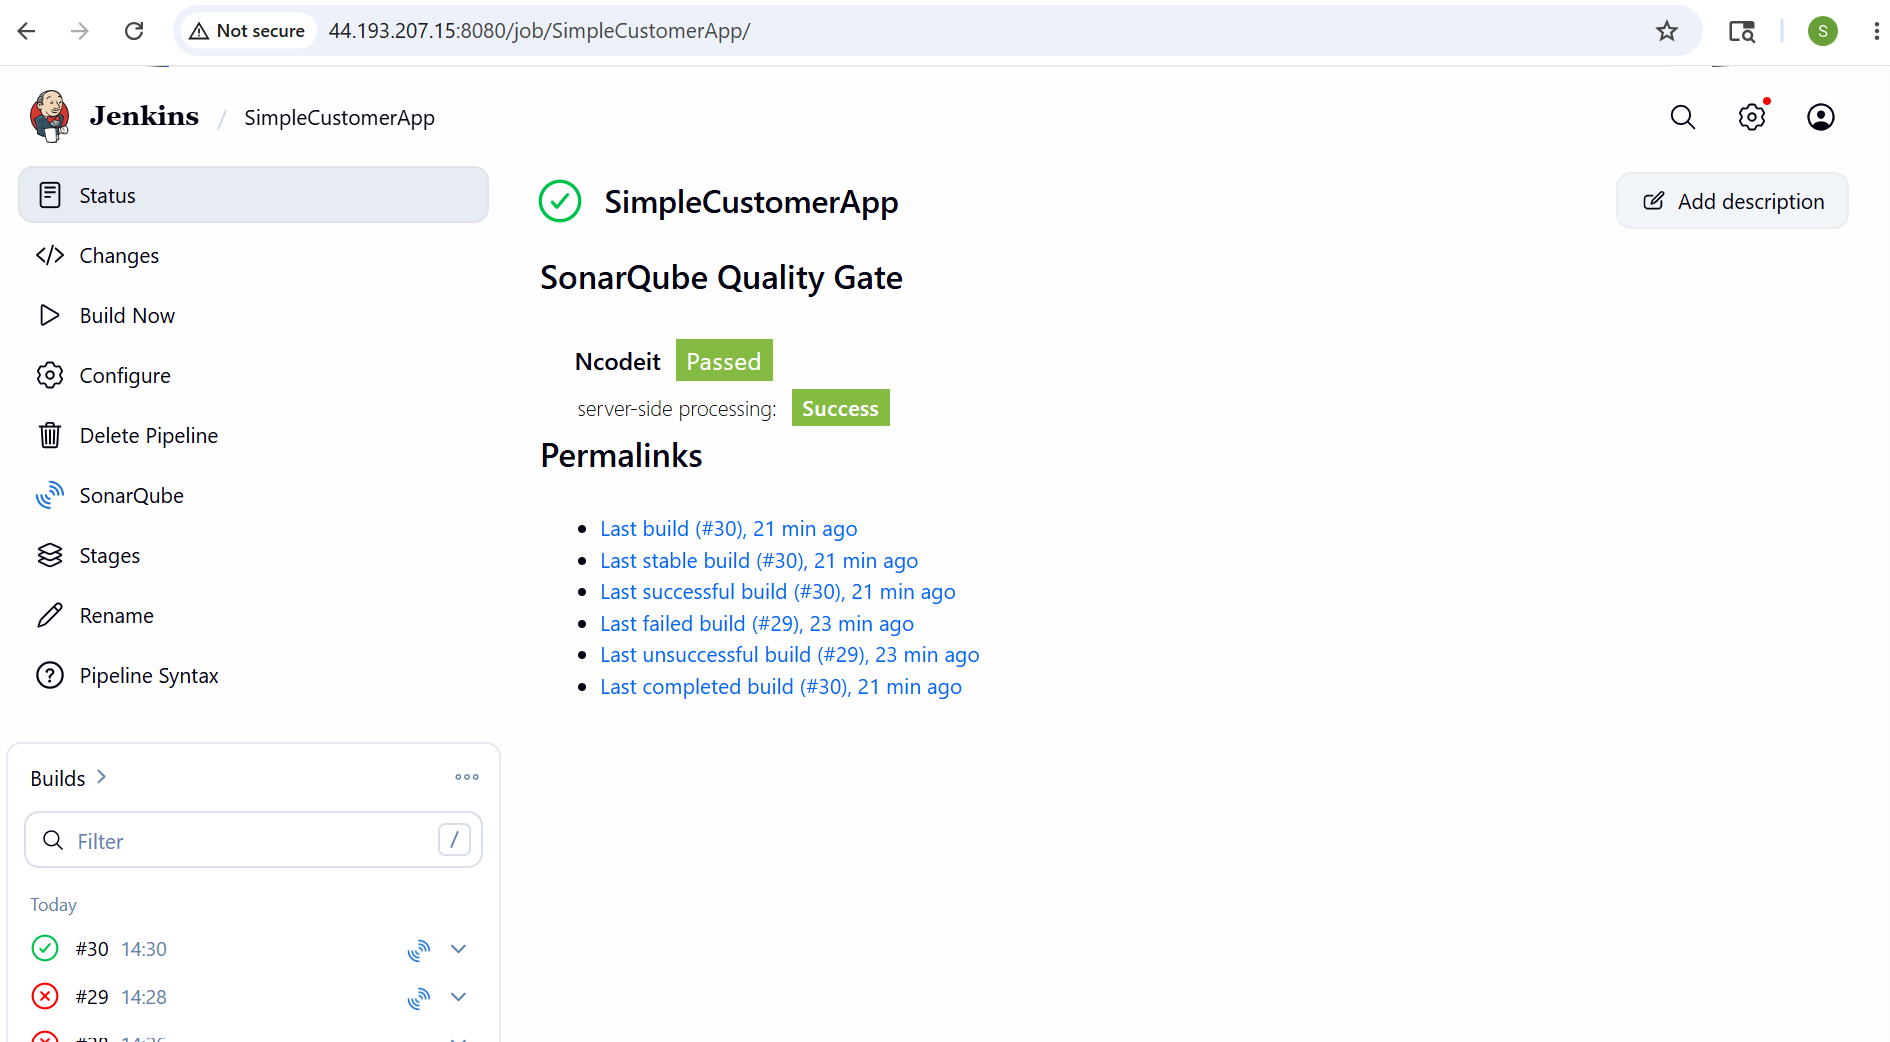 Not secure 44.193.207.15:8080/job/SimpleCustomerApp/
S
Jenkins / SimpleCustomerApp
Status
Changes
Build Now
Configure
Delete Pipeline
SonarQube
Stages
Rename
Pipeline Syntax
SimpleCustomerApp
Add description
SonarQube Quality Gate
Ncodeit Passed
server-side processing: Success
Permalinks
Last build (#30), 21 min ago
Last stable build (#30), 21 min ago
Last successful build (#30), 21 min ago
Last failed build (#29), 23 min ago
Last unsuccessful build (#29), 23 min ago
Last completed build (#30), 21 min ago
Builds
Filter /
Today
#30 14:30
#29 14:28